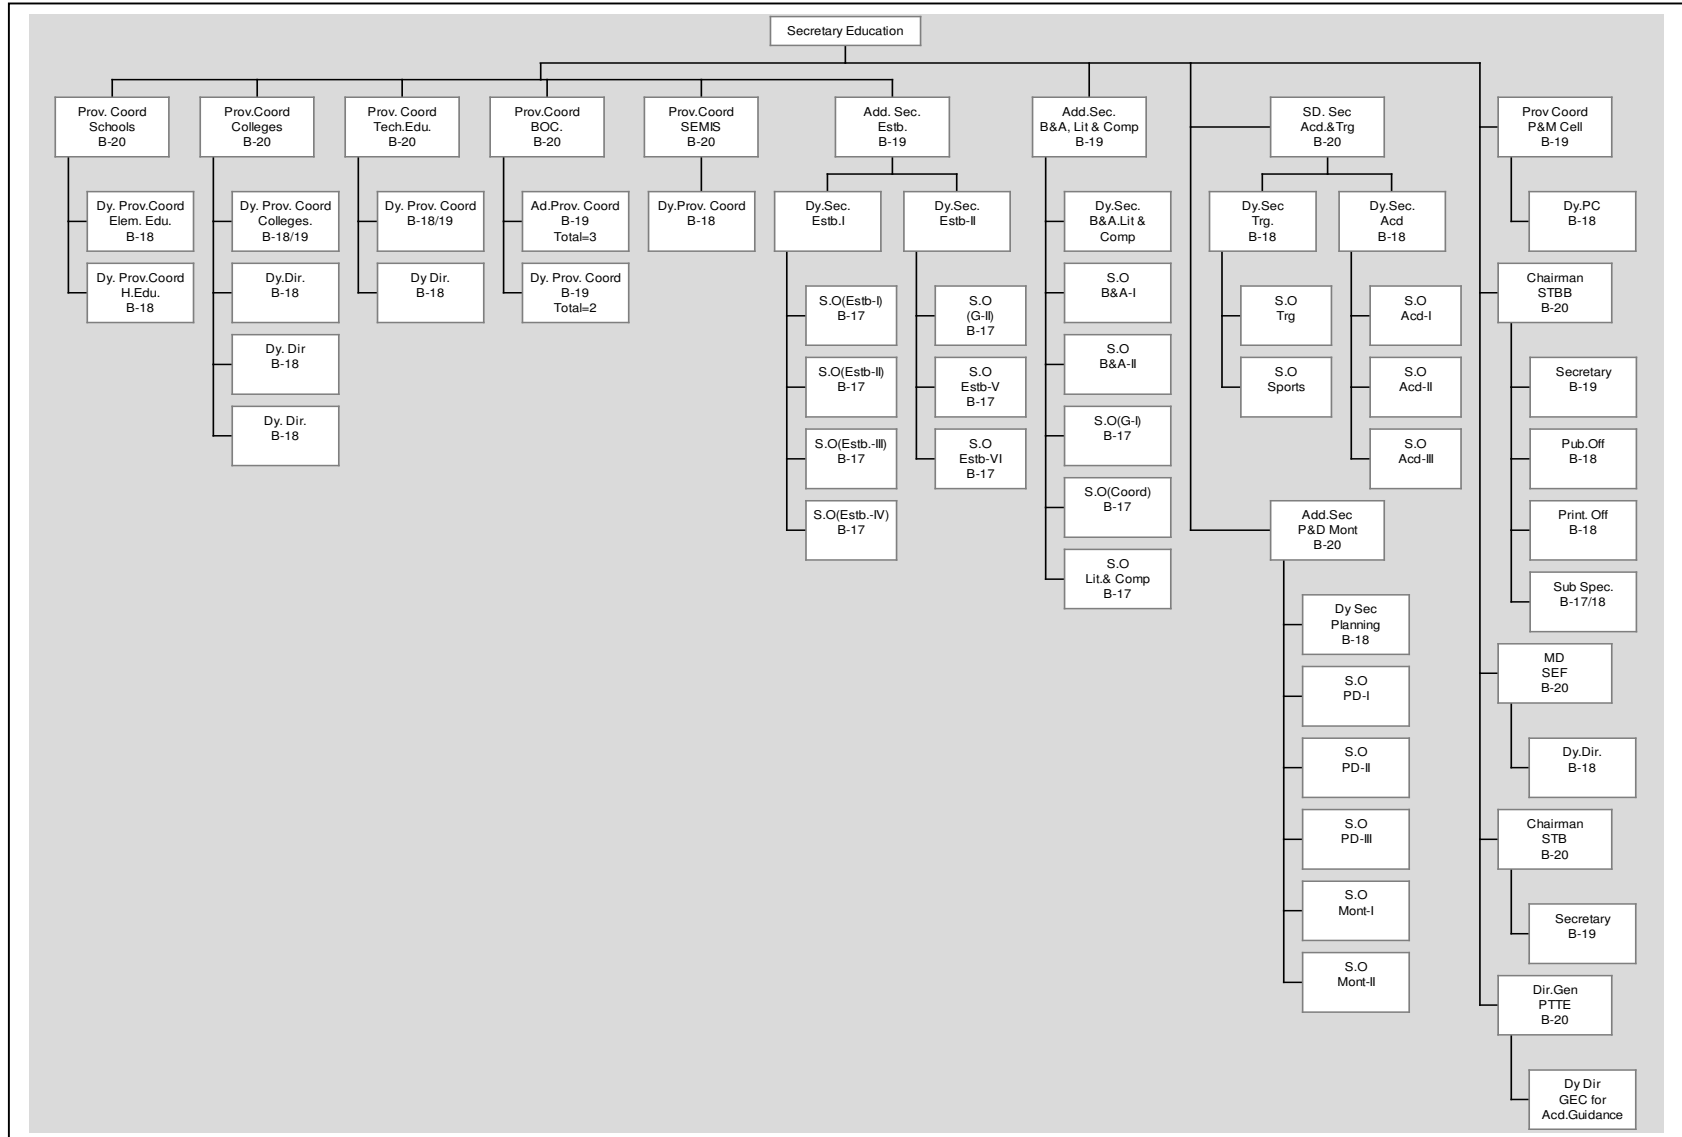 Secretary Education
Prov. Coord
Schools
B-20
Dy. Prov.Coord
Elem. Edu.
B-18
Dy. Prov.Coord
H.Edu.
B-18
Prov.Coord
Colleges
B-20
Dy. Prov. Coord
Colleges.
B-18/19
Dy.Dir.
B-18
Dy. Dir
B-18
Dy. Dir.
B-18
Prov. Coord
Tech.Edu.
B-20
Dy. Prov. Coord
B-18/19
Dy Dir.
B-18
Prov.Coord
BOC.
B-20
Ad.Prov. Coord
B-19
Total=3
Dy. Prov. Coord
B-19
Total=2
Prov.Coord
SEMIS
B-20
Dy.Prov. Coord
B-18
Add. Sec.
Estb.
B-19
Dy.Sec.
Estb.I
S.O(Estb-I)
B-17
S.O(Estb-II)
B-17
S.O(Estb.-III)
B-17
S.O(Estb.-IV)
B-17
Dy.Sec.
Estb-II
S.O
(G-II)
B-17
S.O
Estb-V
B-17
S.O
Estb-VI
B-17
Add.Sec.
B&A, Lit & Comp
B-19
Dy.Sec.
B&A.Lit &
Comp
S.O
B&A-I
S.O
B&A-II
S.O(G-I)
B-17
S.O(Coord)
B-17
S.O
Lit.& Comp
B-17
SD. Sec
Acd.&Trg
B-20
Dy.Sec
Trg.
B-18
S.O
Trg
S.O
Sports
Dy.Sec.
Acd
B-18
S.O
Acd-I
S.O
Acd-II
S.O
Acd-III
Add.Sec
P&D Mont
B-20
Dy Sec
Planning
B-18
S.O
PD-I
S.O
PD-II
S.O
PD-III
S.O
Mont-I
S.O
Mont-II
Prov Coord
P&M Cell
B-19
Dy.PC
B-18
Chairman
STBB
B-20
Secretary
B-19
Pub.Off
B-18
Print. Off
B-18
Sub Spec.
B-17/18
MD
SEF
B-20
Dy.Dir.
B-18
Chairman
STB
B-20
Secretary
B-19
Dir.Gen
PTTE
B-20
Dy Dir
GEC for
Acd.Guidance